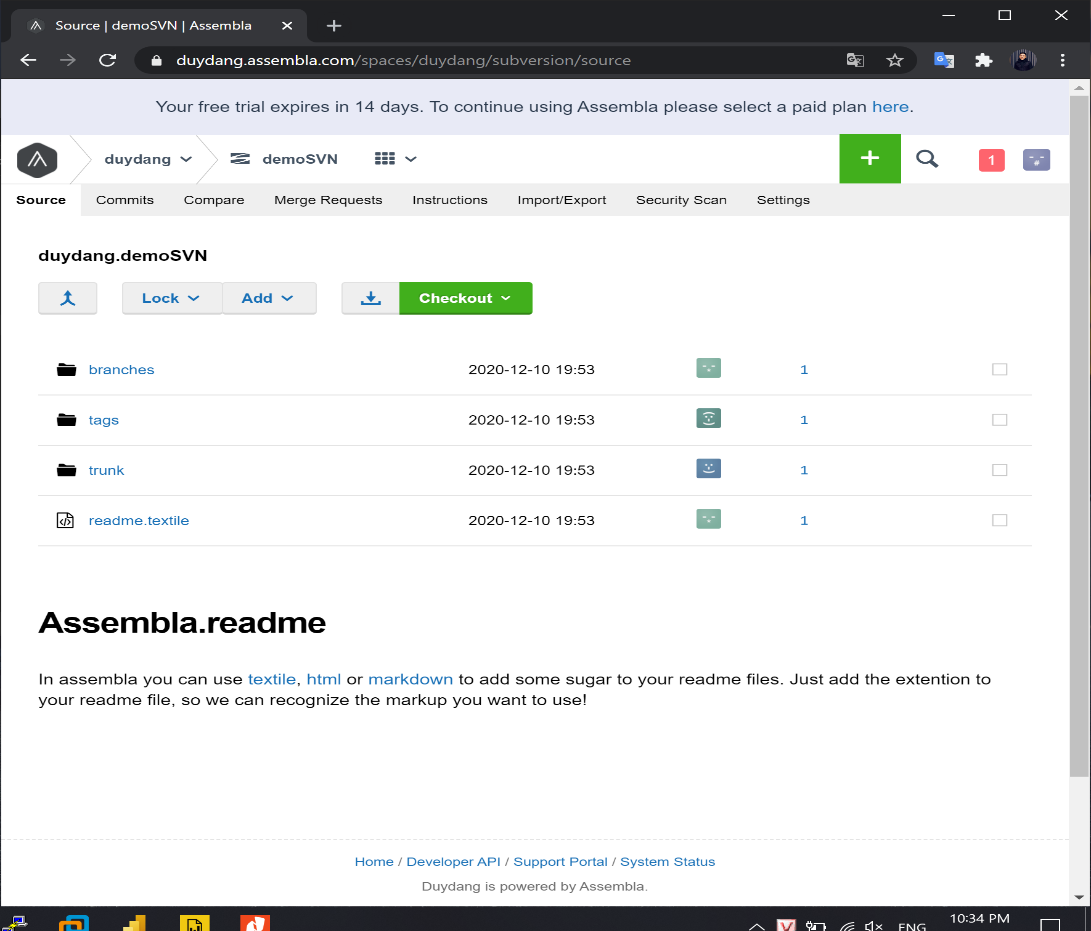 Source | demoSVN | Assembla
duydang.assembla.com/spaces/duydang/subversion/source
Your free trial expires in 14 days. To continue using Assembla please select a paid plan here.
duydang demoSVN 1
Source Commits Compare Merge Requests Instructions Import/Export Security Scan Settings
duydang.demoSVN
Lock Add Checkout
branches 2020-12-10 19:53 1
tags 2020-12-10 19:53 1
trunk 2020-12-10 19:53 1
readme.textile 2020-12-10 19:53 1
Assembla.readme
In assembla you can use textile, html or markdown to add some sugar to your readme files. Just add the extention to
your readme file, so we can recognize the markup you want to use!
Home / Developer API / Support Portal / System Status
Duydang is powered by Assembla.
ENG 10:34 PM